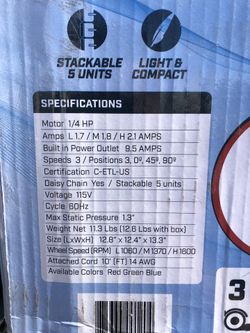 STACKABLE
5 UNITS
LIGHT &
COMPACT
SPECIFICATIONS
Motor 1/4 HP
Amps L 1.7 / M 1.8 / H 2.1 AMPS
Built in Power Outlet 9.5 AMPS
Speeds 3 / Positions 3, 0º, 45º, 90º
Certification C-ETL-US
Daisy Chain Yes / Stackable 5 units
Voltage 115V
Cycle 60Hz
Max Static Pressure 1.3"
Weight Net 11.3 Lbs (12.6 Lbs with box)
Size (LxWxH) 12.8" x 12.4" x 13.3"
Wheel Speed (RPM) L 1060 / M 1370 / H 1600
Attached Cord 10' (FT) 14 AWG
Available Colors Red Green Blue
3